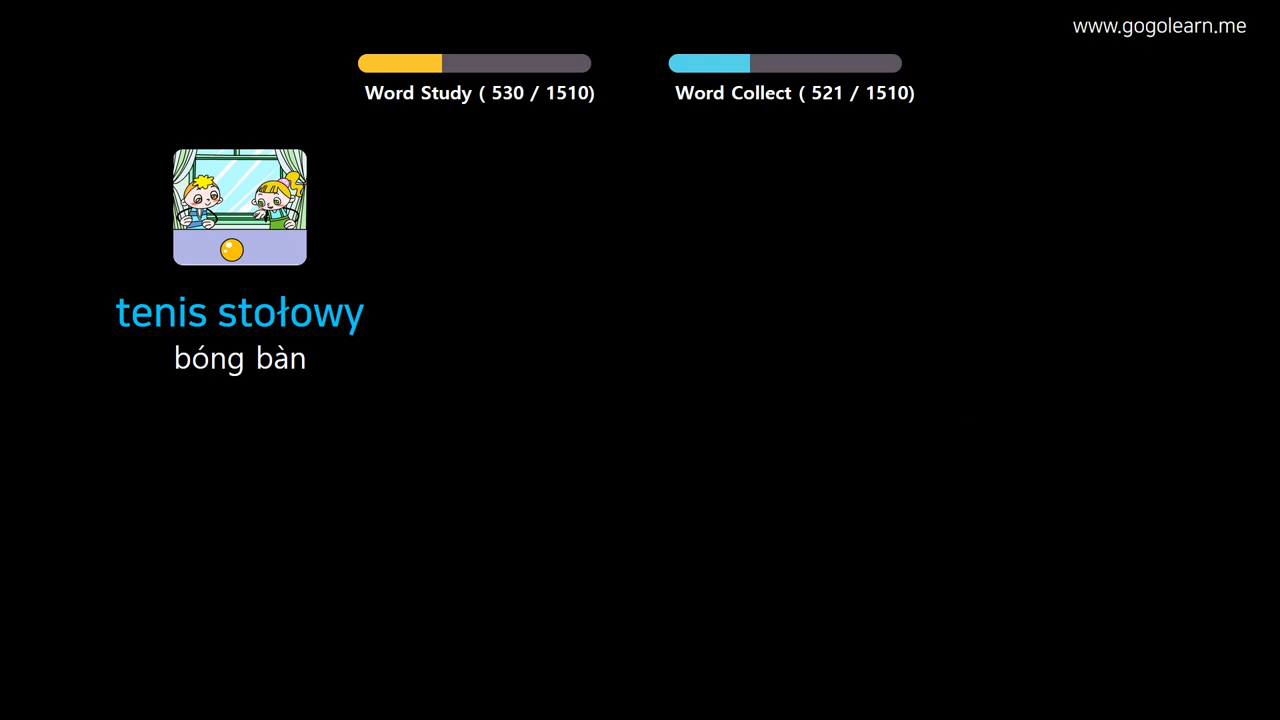 www.gogolearn.me
Word Study ( 530 / 1510)
Word Collect ( 521 / 1510)
tenis stołowy
bóng bàn